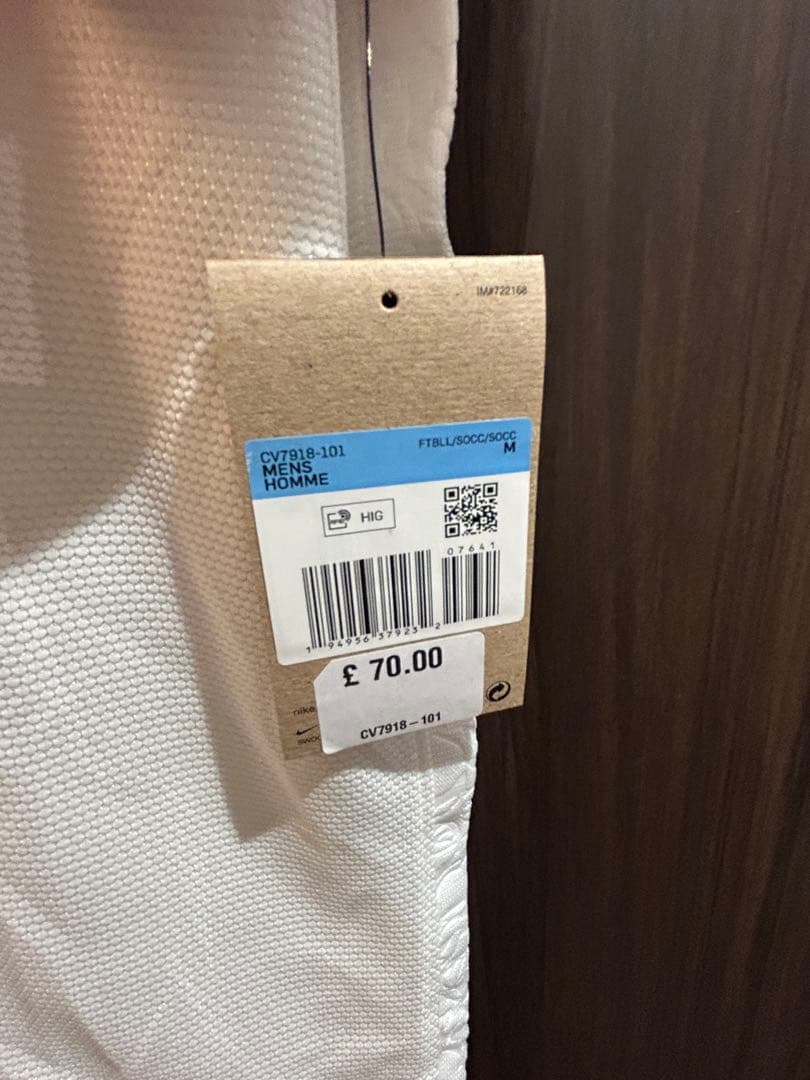 IM#722168
CV7918-101
MENS
HOMME
FTBLL/SOCC/SOCC
M
HIG
07641
1 94956 37923 2
£ 70.00
CV7918-101
nike